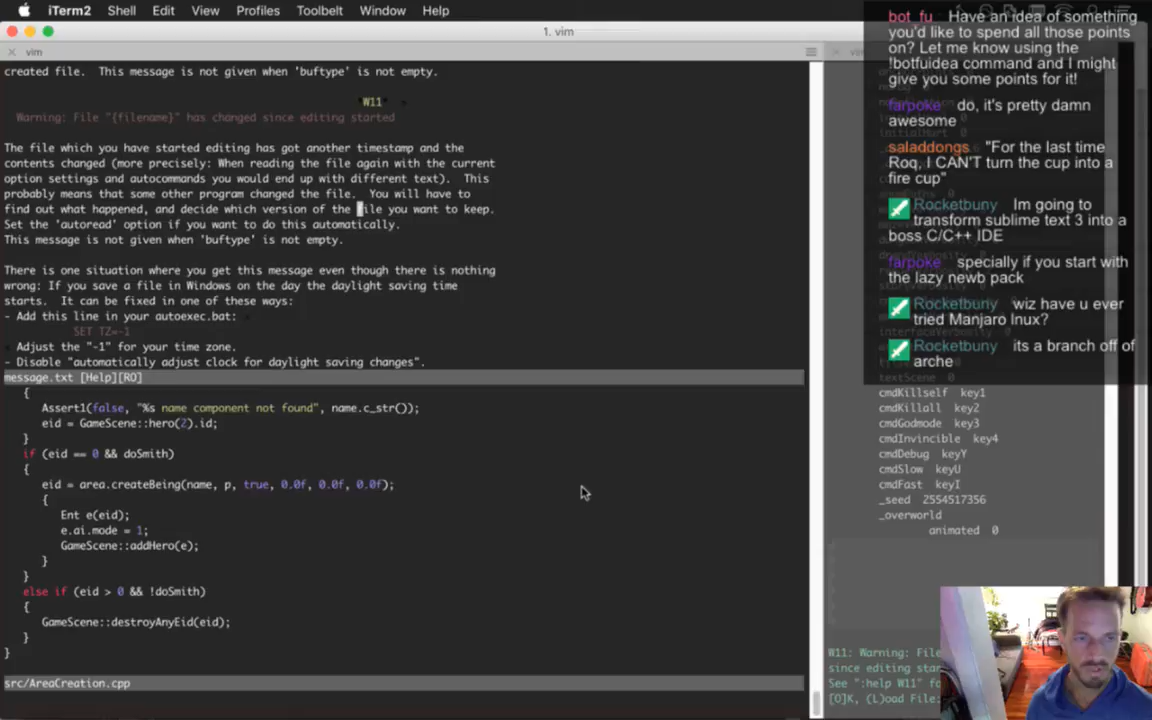 iTerm2 Shell Edit View Profiles Toolbelt Window Help
1. vim
vim
created file.  This message is not given when 'buftype' is not empty.
*W11*
Warning: File "{filename}" has changed since editing started
The file which you have started editing has got another timestamp and the
contents changed (more precisely: When reading the file again with the current
option settings and autocommands you would end up with different text).  This
probably means that some other program changed the file.  You will have to
find out what happened, and decide which version of the file you want to keep.
Set the 'autoread' option if you want to do this automatically.
This message is not given when 'buftype' is not empty.
There is one situation where you get this message even though there is nothing
wrong: If you save a file in Windows on the day the daylight saving time
starts.  It can be fixed in one of these ways:
- Add this line in your autoexec.bat:
SET TZ=-1
Adjust the "-1" for your time zone.
- Disable "automatically adjust clock for daylight saving changes".
message.txt [Help][RO]
{
Assert1(false, "%s name component not found", name.c_str());
eid = GameScene::hero(2).id;
}
if (eid == 0 && doSmith)
{
eid = area.createBeing(name, p, true, 0.0f, 0.0f, 0.0f);
{
Ent e(eid);
e.ai.mode = 1;
GameScene::addHero(e);
}
}
else if (eid > 0 && !doSmith)
{
GameScene::destroyAnyEid(eid);
}
}
src/AreaCreation.cpp
bot_fu Have an idea of something
you'd like to spend all those points
on? Let me know using the
!botfuidea command and I might
give you some points for it!
farpoke do, it's pretty damn
awesome
saladdongs "For the last time
Roq, I CAN'T turn the cup into a
fire cup"
Rocketbuny Im going to
transform sublime text 3 into a
boss C/C++ IDE
farpoke specially if you start with
the lazy newb pack
Rocketbuny wiz have u ever
tried Manjaro lnux?
Rocketbuny its a branch off of
arche
textScene 0
cmdKillself key1
cmdKillall key2
cmdGodmode key3
cmdInvincible key4
cmdDebug keyY
cmdSlow keyU
cmdFast keyI
_seed 2554517356
_overworld
animated 0
W11: Warning: File
since editing star
See ":help W11" fo
[O]K, (L)oad File: